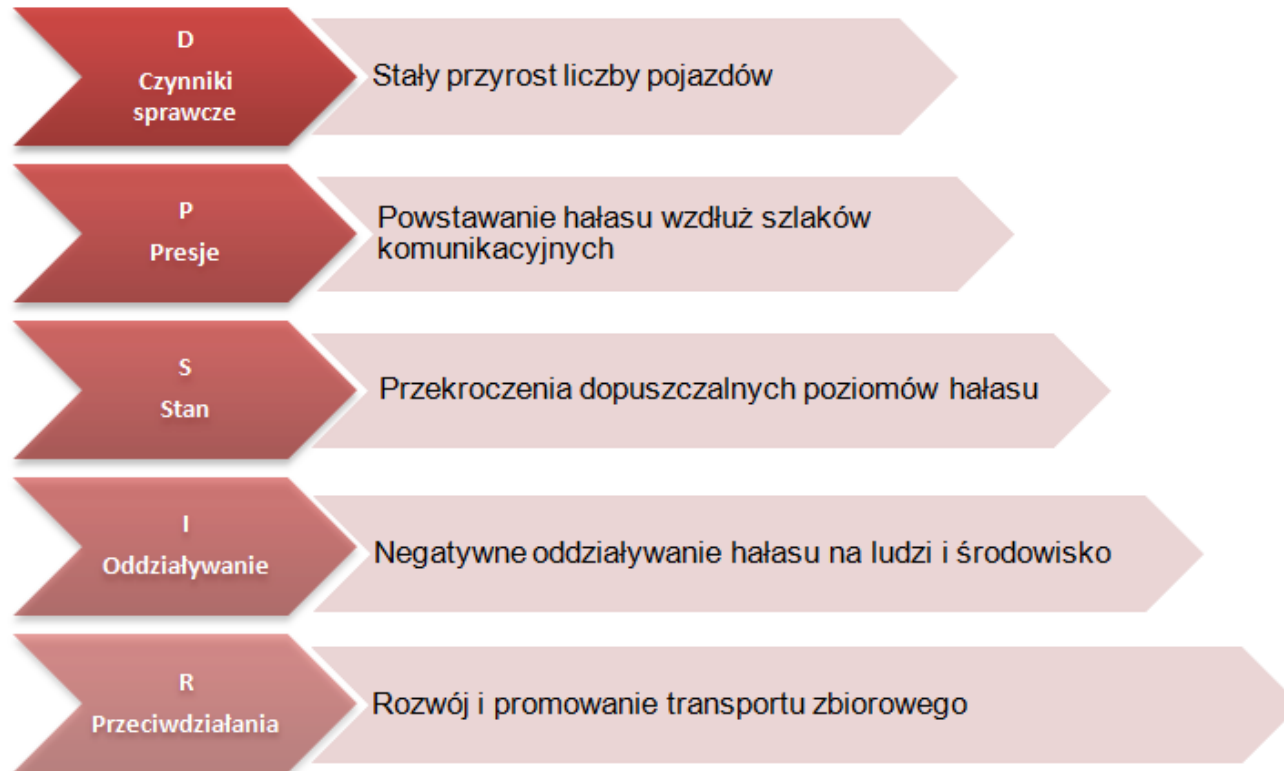 D
Czynniki
sprawcze
Stały przyrost liczby pojazdów
P
Presje
Powstawanie hałasu wzdłuż szlaków
komunikacyjnych
S
Stan
Przekroczenia dopuszczalnych poziomów hałasu
I
Oddziaływanie
Negatywne oddziaływanie hałasu na ludzi i środowisko
R
Przeciwdziałania
Rozwój i promowanie transportu zbiorowego